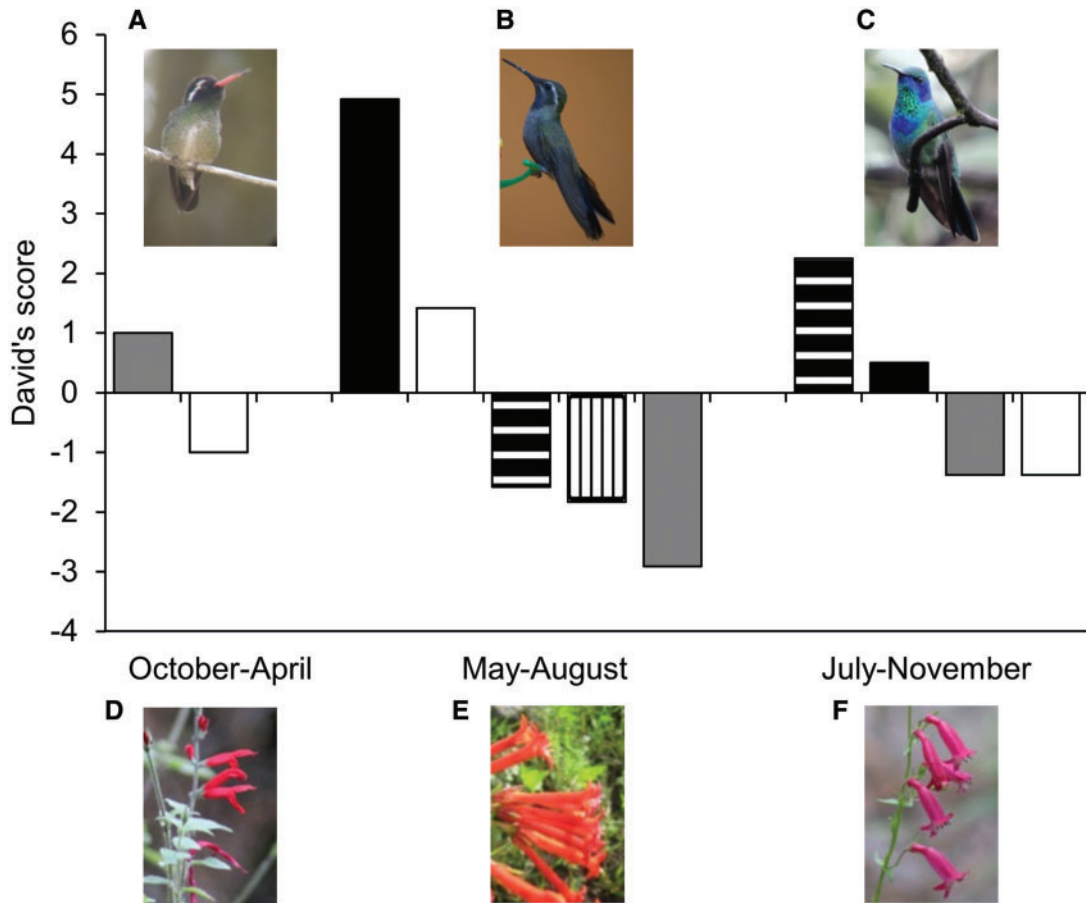 A
B
C
6
5
4
3
2
1
0
-1
-2
-3
-4
David's score
October-April
May-August
July-November
D
E
F